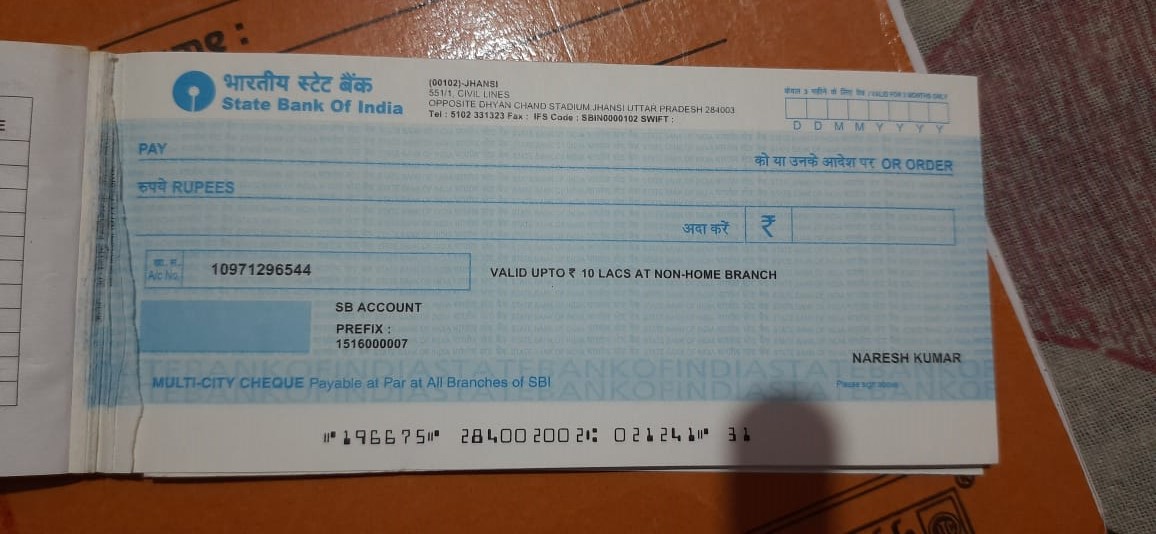 me :
E
भारतीय स्टेट बैंक
State Bank Of India
(00102)-JHANSI
551/1, CIVIL LINES
OPPOSITE DHYAN CHAND STADIUM,JHANSI UTTAR PRADESH 284003
Tel : 5102 331323 Fax : IFS Code : SBIN0000102 SWIFT :
केवल 3 महीने के लिए वैध / VALID FOR 3 MONTHS ONLY
D D M M Y Y Y Y
PAY
को या उनके आदेश पर OR ORDER
रुपये RUPEES
अदा करें ₹
खा. सं.
A/c No.
10971296544
VALID UPTO ₹ 10 LACS AT NON-HOME BRANCH
SB ACCOUNT
PREFIX :
1516000007
NARESH KUMAR
MULTI-CITY CHEQUE Payable at Par at All Branches of SBI
Please sign above
⑈196675⑈ 284002002⑆ 021241⑈ 31